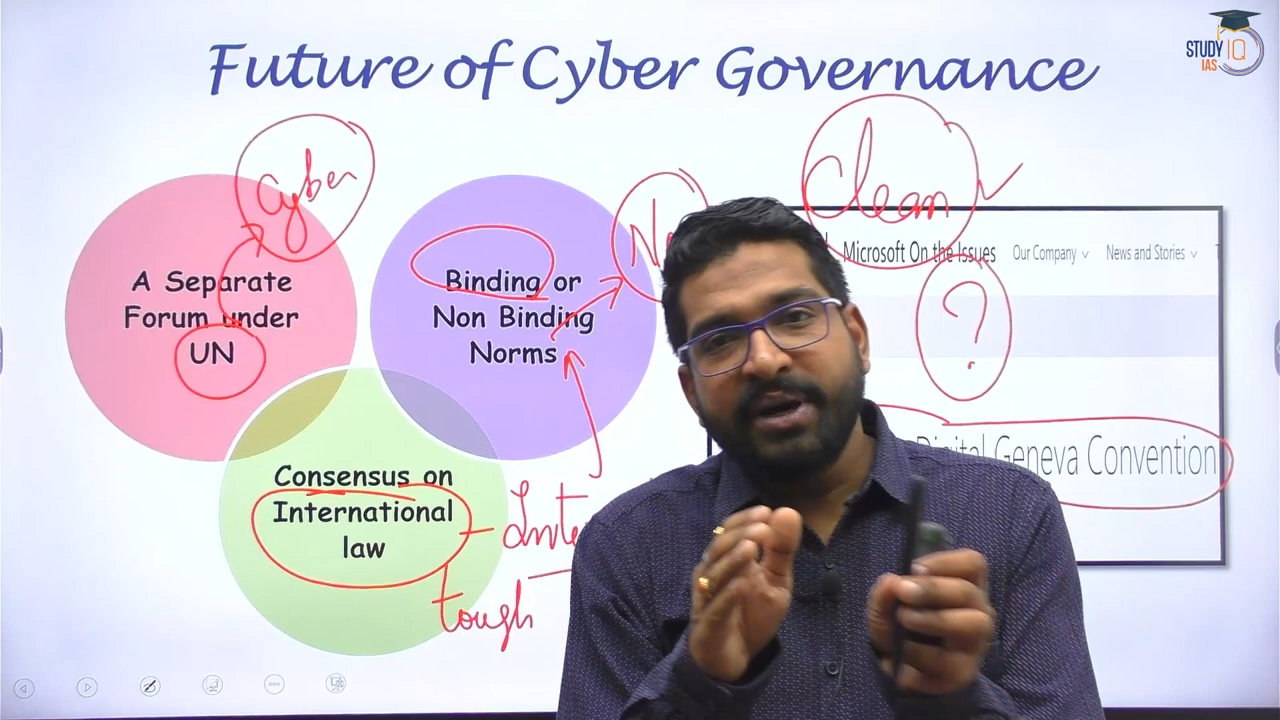 Future of Cyber Governance
STUDY IQ
IAS
Cyber
Clean
A Separate
Forum under
UN
Binding or
Non Binding
Norms
Microsoft On the Issues
Our Company
News and Stories
?
Digital Geneva Convention
Consensus on
International
law
tough